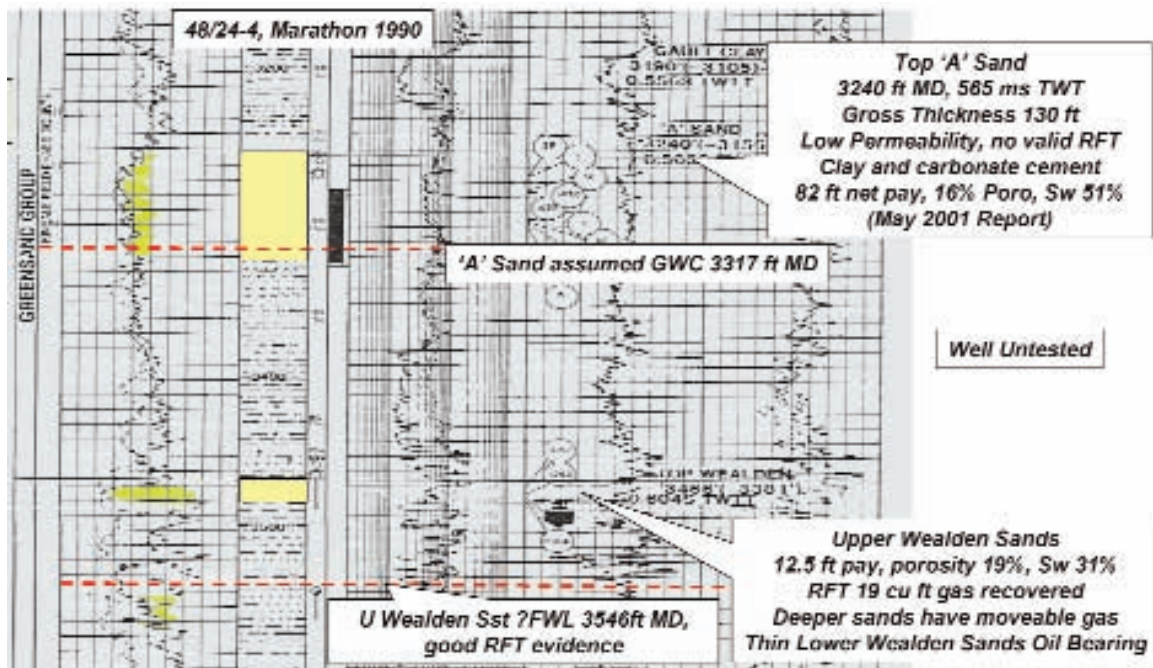 48/24-4, Marathon 1990
3200
GAULT CLAY
Top ‘A’ Sand
3240 ft MD, 565 ms TWT
Gross Thickness 130 ft
Low Permeability, no valid RFT
Clay and carbonate cement
82 ft net pay, 16% Poro, Sw 51%
(May 2001 Report)
‘A’ SAND
GREENSAND GROUP
‘A’ Sand assumed GWC 3317 ft MD
Well Untested
3400
TOP WEALDEN
3500
Upper Wealden Sands
12.5 ft pay, porosity 19%, Sw 31%
RFT 19 cu ft gas recovered
Deeper sands have moveable gas
Thin Lower Wealden Sands Oil Bearing
U Wealden Sst ?FWL 3546ft MD,
good RFT evidence